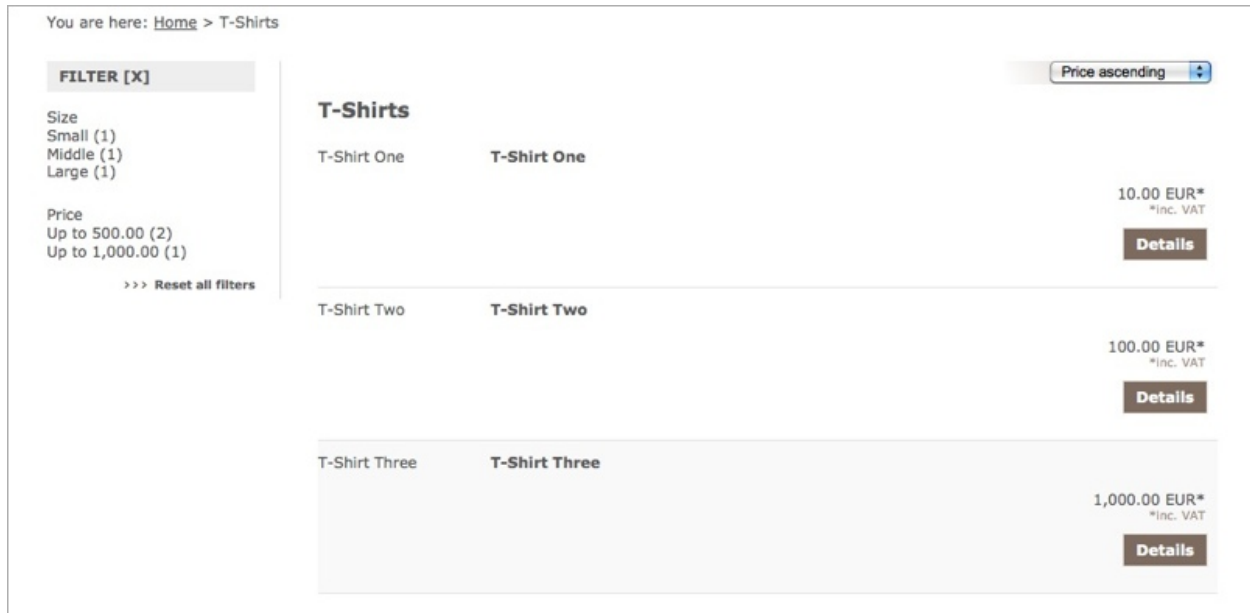 You are here: Home > T-Shirts
FILTER [X]
Size
Small (1)
Middle (1)
Large (1)
Price
Up to 500.00 (2)
Up to 1,000.00 (1)
>>> Reset all filters
Price ascending
T-Shirts
T-Shirt One
T-Shirt One
10.00 EUR*
*inc. VAT
Details
T-Shirt Two
T-Shirt Two
100.00 EUR*
*inc. VAT
Details
T-Shirt Three
T-Shirt Three
1,000.00 EUR*
*inc. VAT
Details